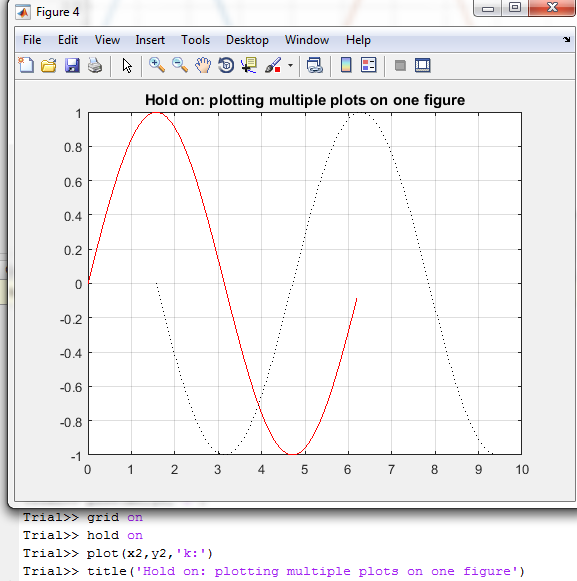 Figure 4
File Edit View Insert Tools Desktop Window Help
Hold on: plotting multiple plots on one figure
1
0.8
0.6
0.4
0.2
0
-0.2
-0.4
-0.6
-0.8
-1
0 1 2 3 4 5 6 7 8 9 10
Trial>> grid on
Trial>> hold on
Trial>> plot(x2,y2,'k:')
Trial>> title('Hold on: plotting multiple plots on one figure')